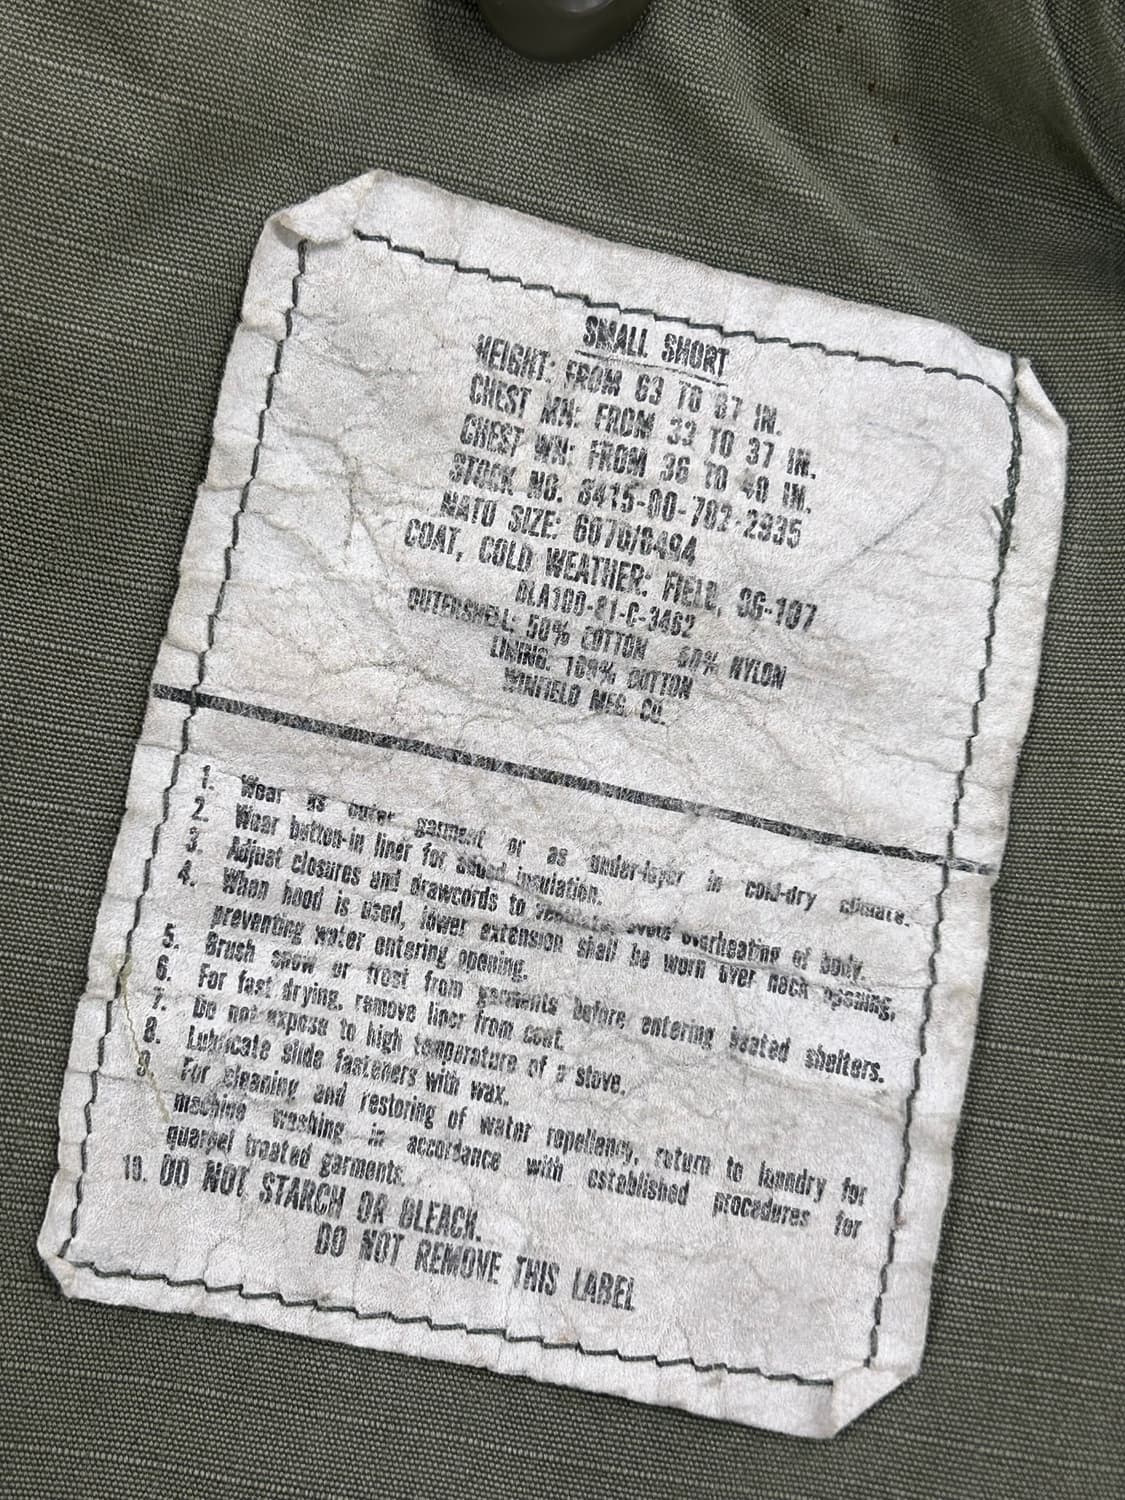 SMALL SHORT
HEIGHT: FROM 63 TO 67 IN.
CHEST MN: FROM 33 TO 37 IN.
CHEST WN: FROM 36 TO 40 IN.
STOCK NO. 8415-00-782-2935
NATO SIZE: 6070/8494
COAT, COLD WEATHER: FIELD, OG-107
DLA100-81-C-3462
OUTERSHELL: 50% COTTON 50% NYLON
LINING: 100% COTTON
WINFIELD MFG. CO.
1. Wear as outer garment or as under-layer in cold-dry climate.
2. Wear button-in liner for added insulation.
3. Adjust closures and drawcords to ventilate avoid overheating of body.
4. When hood is used, lower extension shall be worn over neck opening,
preventing water entering opening.
5. Brush snow or frost from garments before entering heated shelters.
6. For fast drying, remove liner from coat.
7. Do not expose to high temperature of a stove.
8. Lubricate slide fasteners with wax.
9. For cleaning and restoring of water repellency, return to laundry for
machine washing in accordance with established procedures for
quarpel treated garments.
10. DO NOT STARCH OR BLEACH.
DO NOT REMOVE THIS LABEL